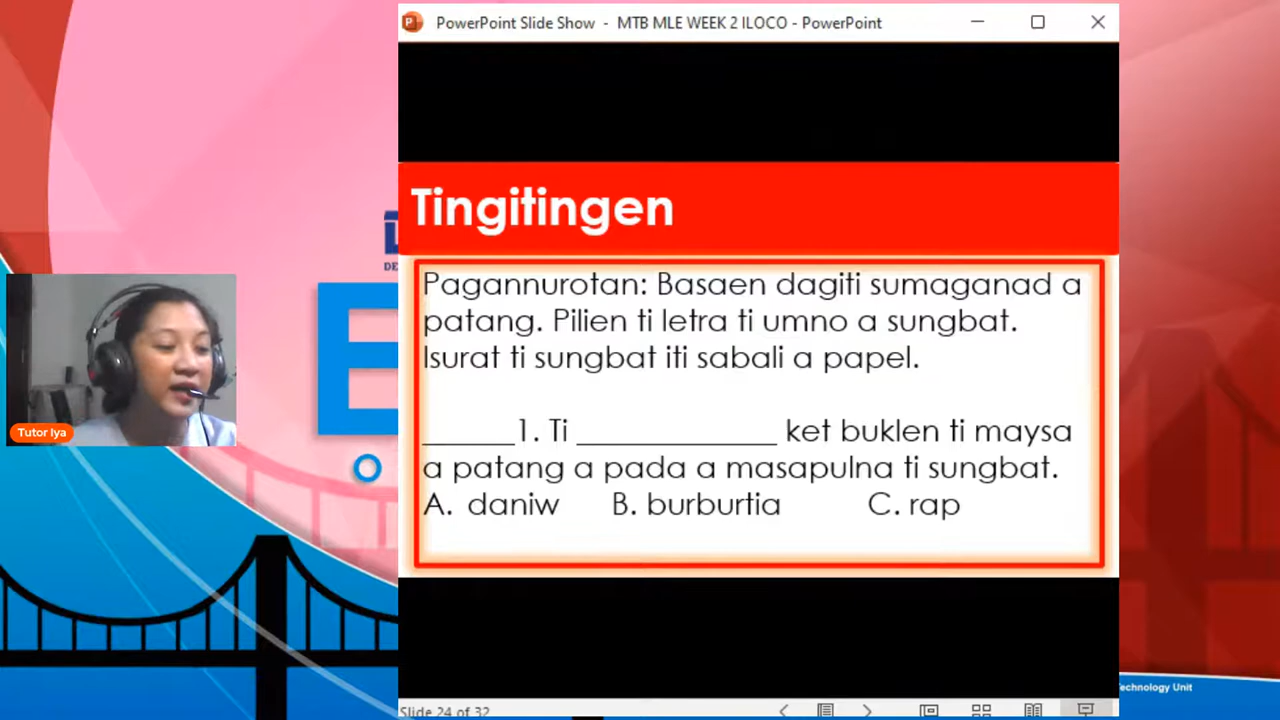 PowerPoint Slide Show - MTB MLE WEEK 2 ILOCO - PowerPoint
Tingitingen
Pagannurotan: Basaen dagiti sumaganad a
patang. Pilien ti letra ti umno a sungbat.
Isurat ti sungbat iti sabali a papel.
______1. Ti _____________ ket buklen ti maysa
a patang a pada a masapulna ti sungbat.
A. daniw B. burburtia C. rap
Tutor Iya
DE
E
Technology Unit
Slide 24 of 32